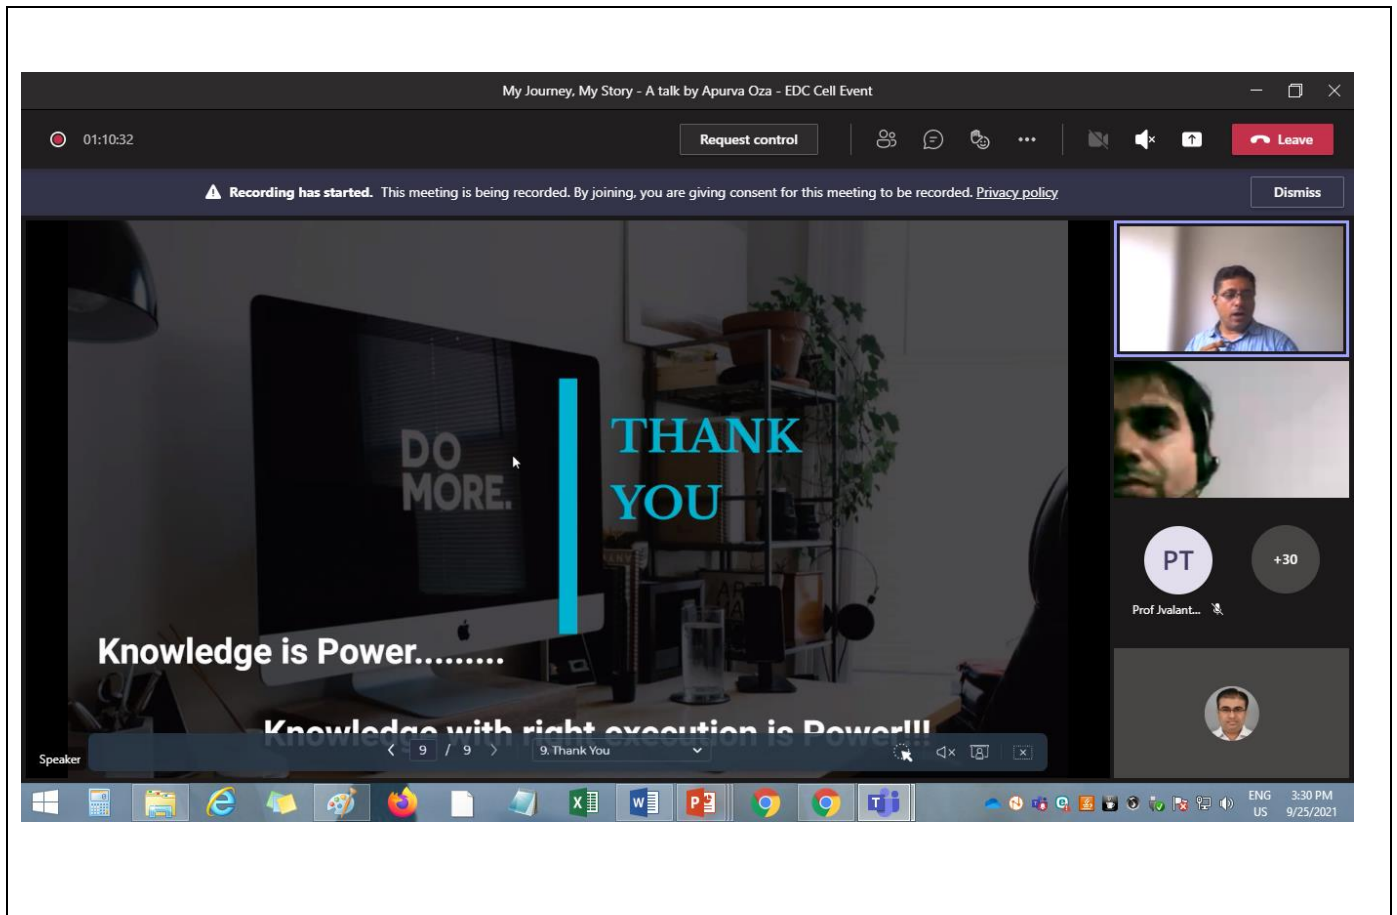 My Journey, My Story - A talk by Apurva Oza - EDC Cell Event
01:10:32
Request control
Leave
Recording has started. This meeting is being recorded. By joining, you are giving consent for this meeting to be recorded. Privacy policy
Dismiss
DO
MORE.
THANK
YOU
Knowledge is Power.........
Knowledge with right execution is Power!!!
PT
+30
Prof Jvalant...
Speaker
9 / 9
9. Thank You
ENG
US
3:30 PM
9/25/2021